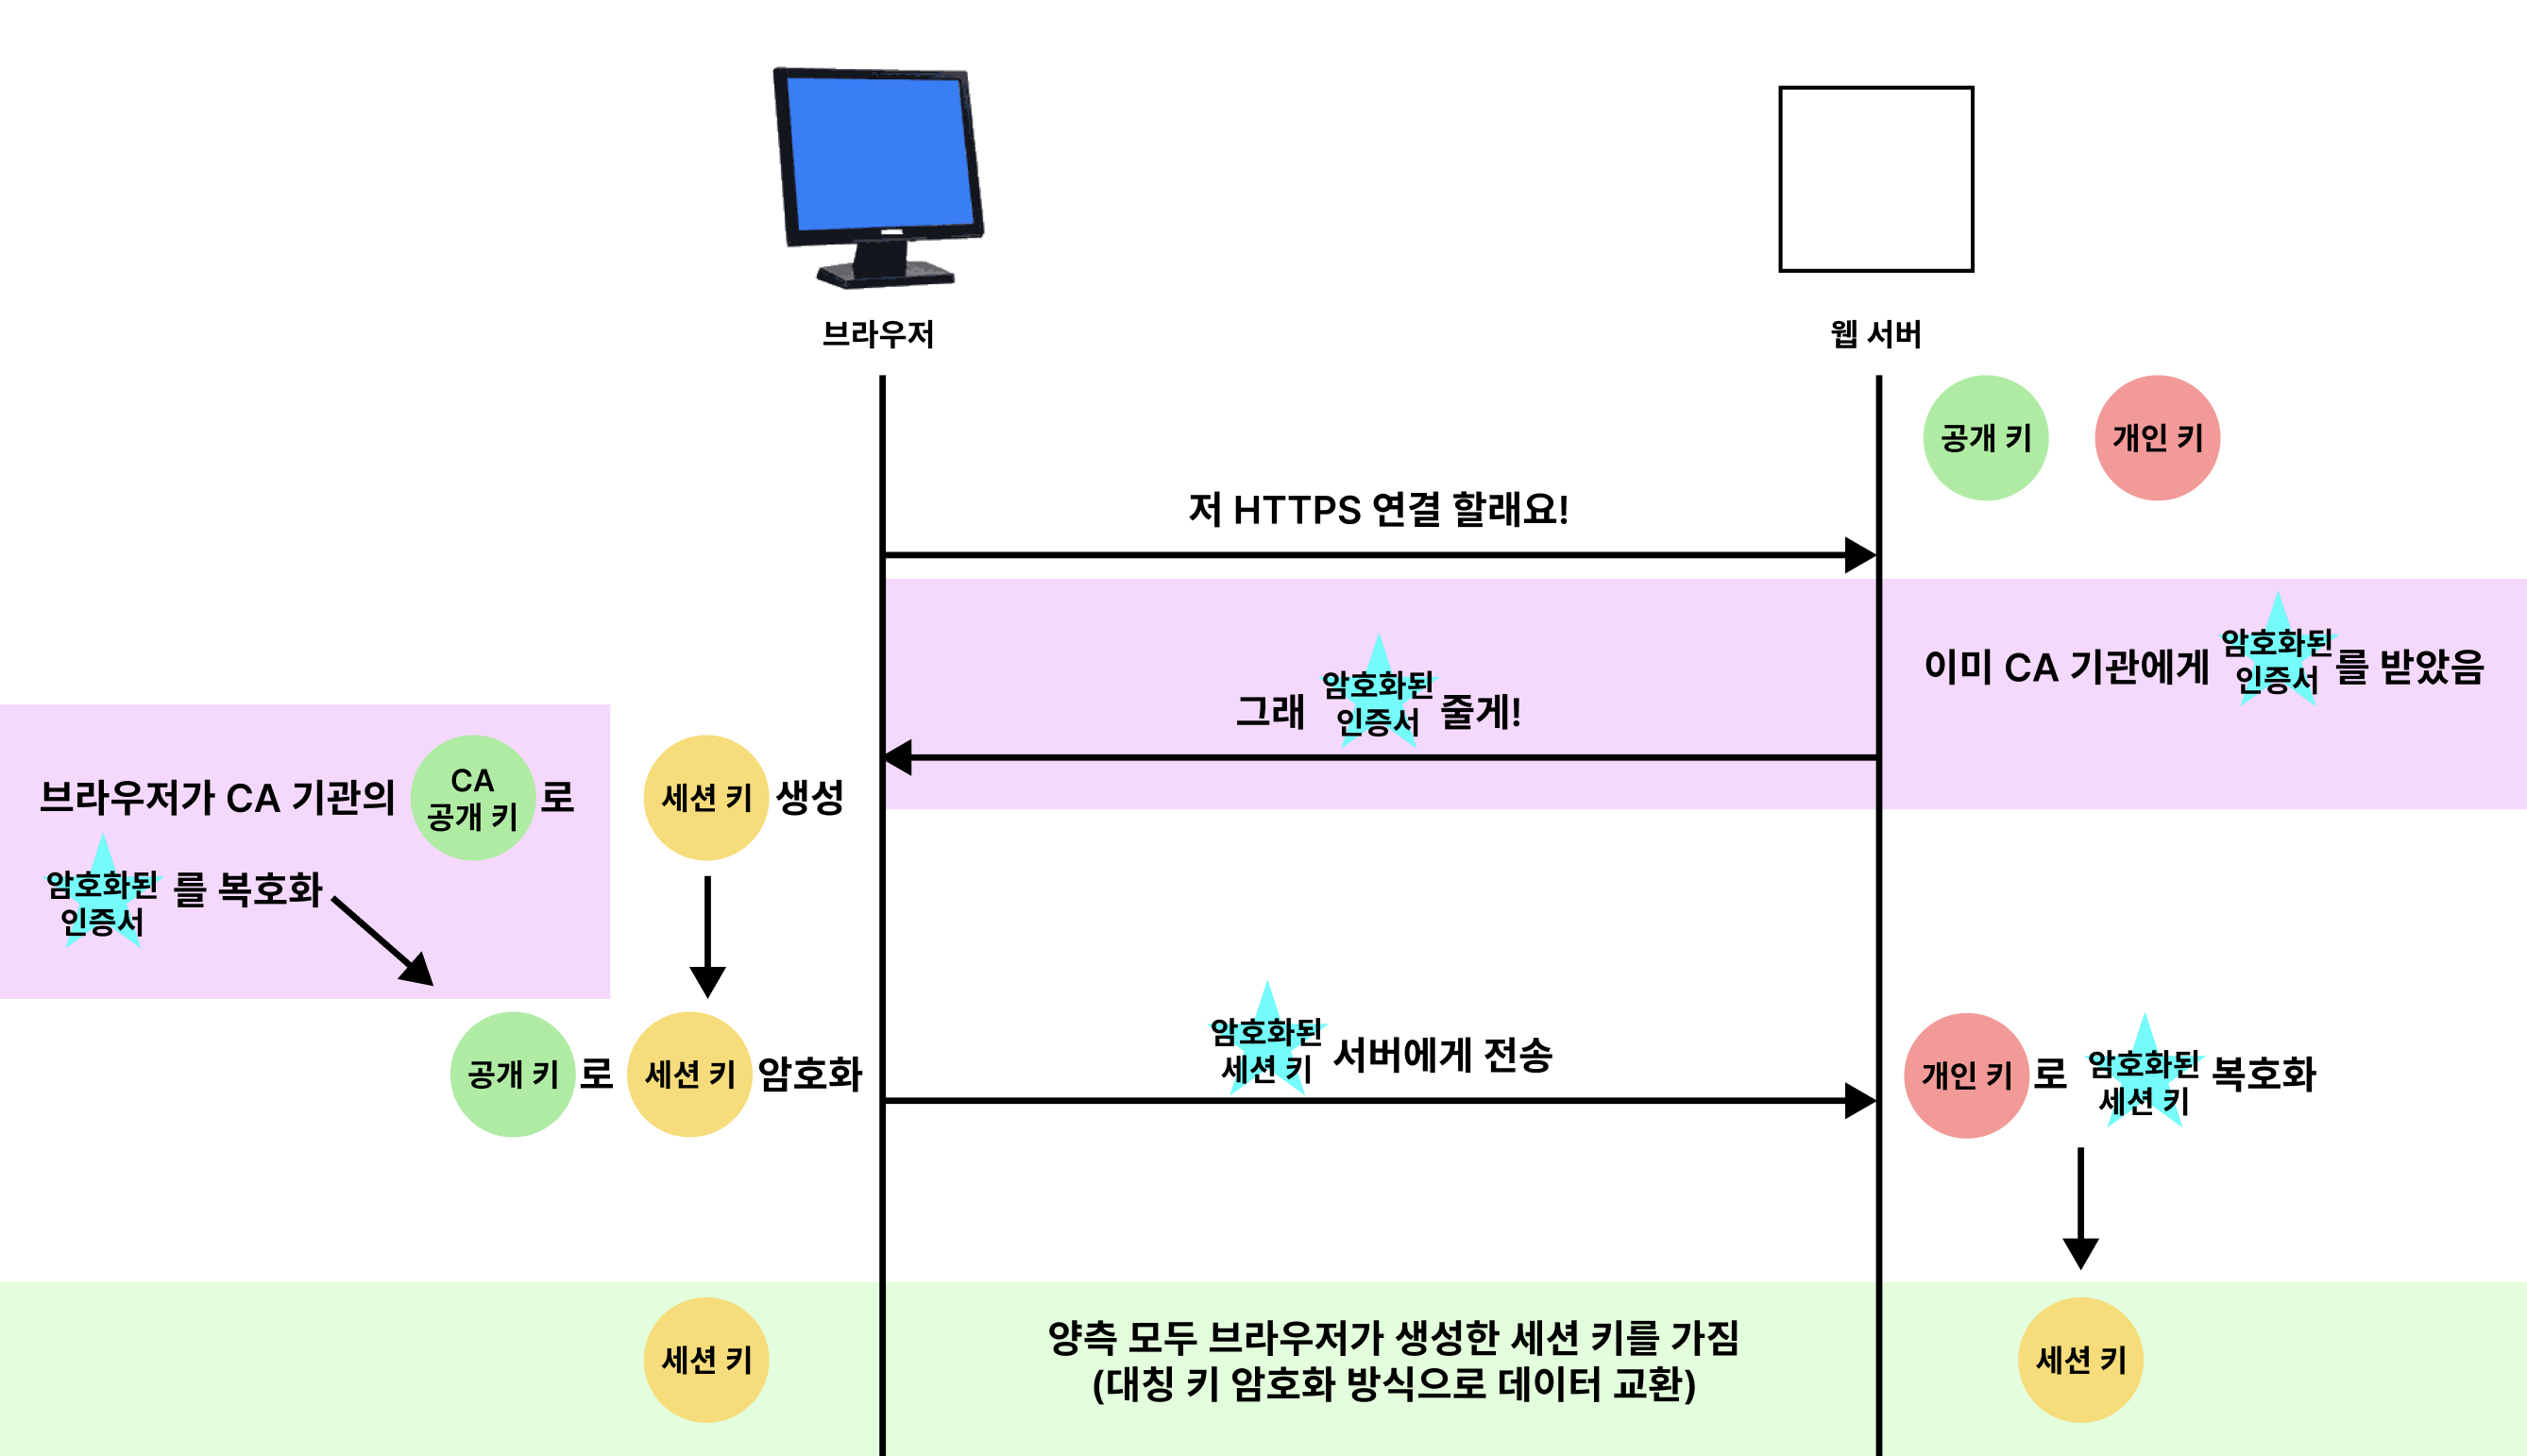 브라우저
웹 서버
공개 키
개인 키
저 HTTPS 연결 할래요!
이미 CA 기관에게 암호화된 인증서 를 받았음
그래 암호화된 인증서 줄게!
브라우저가 CA 기관의 CA 공개 키 로
암호화된 인증서 를 복호화
세션 키 생성
공개 키 로 세션 키 암호화
암호화된 세션 키 서버에게 전송
개인 키 로 암호화된 세션 키 복호화
세션 키
양측 모두 브라우저가 생성한 세션 키를 가짐
(대칭 키 암호화 방식으로 데이터 교환)
세션 키